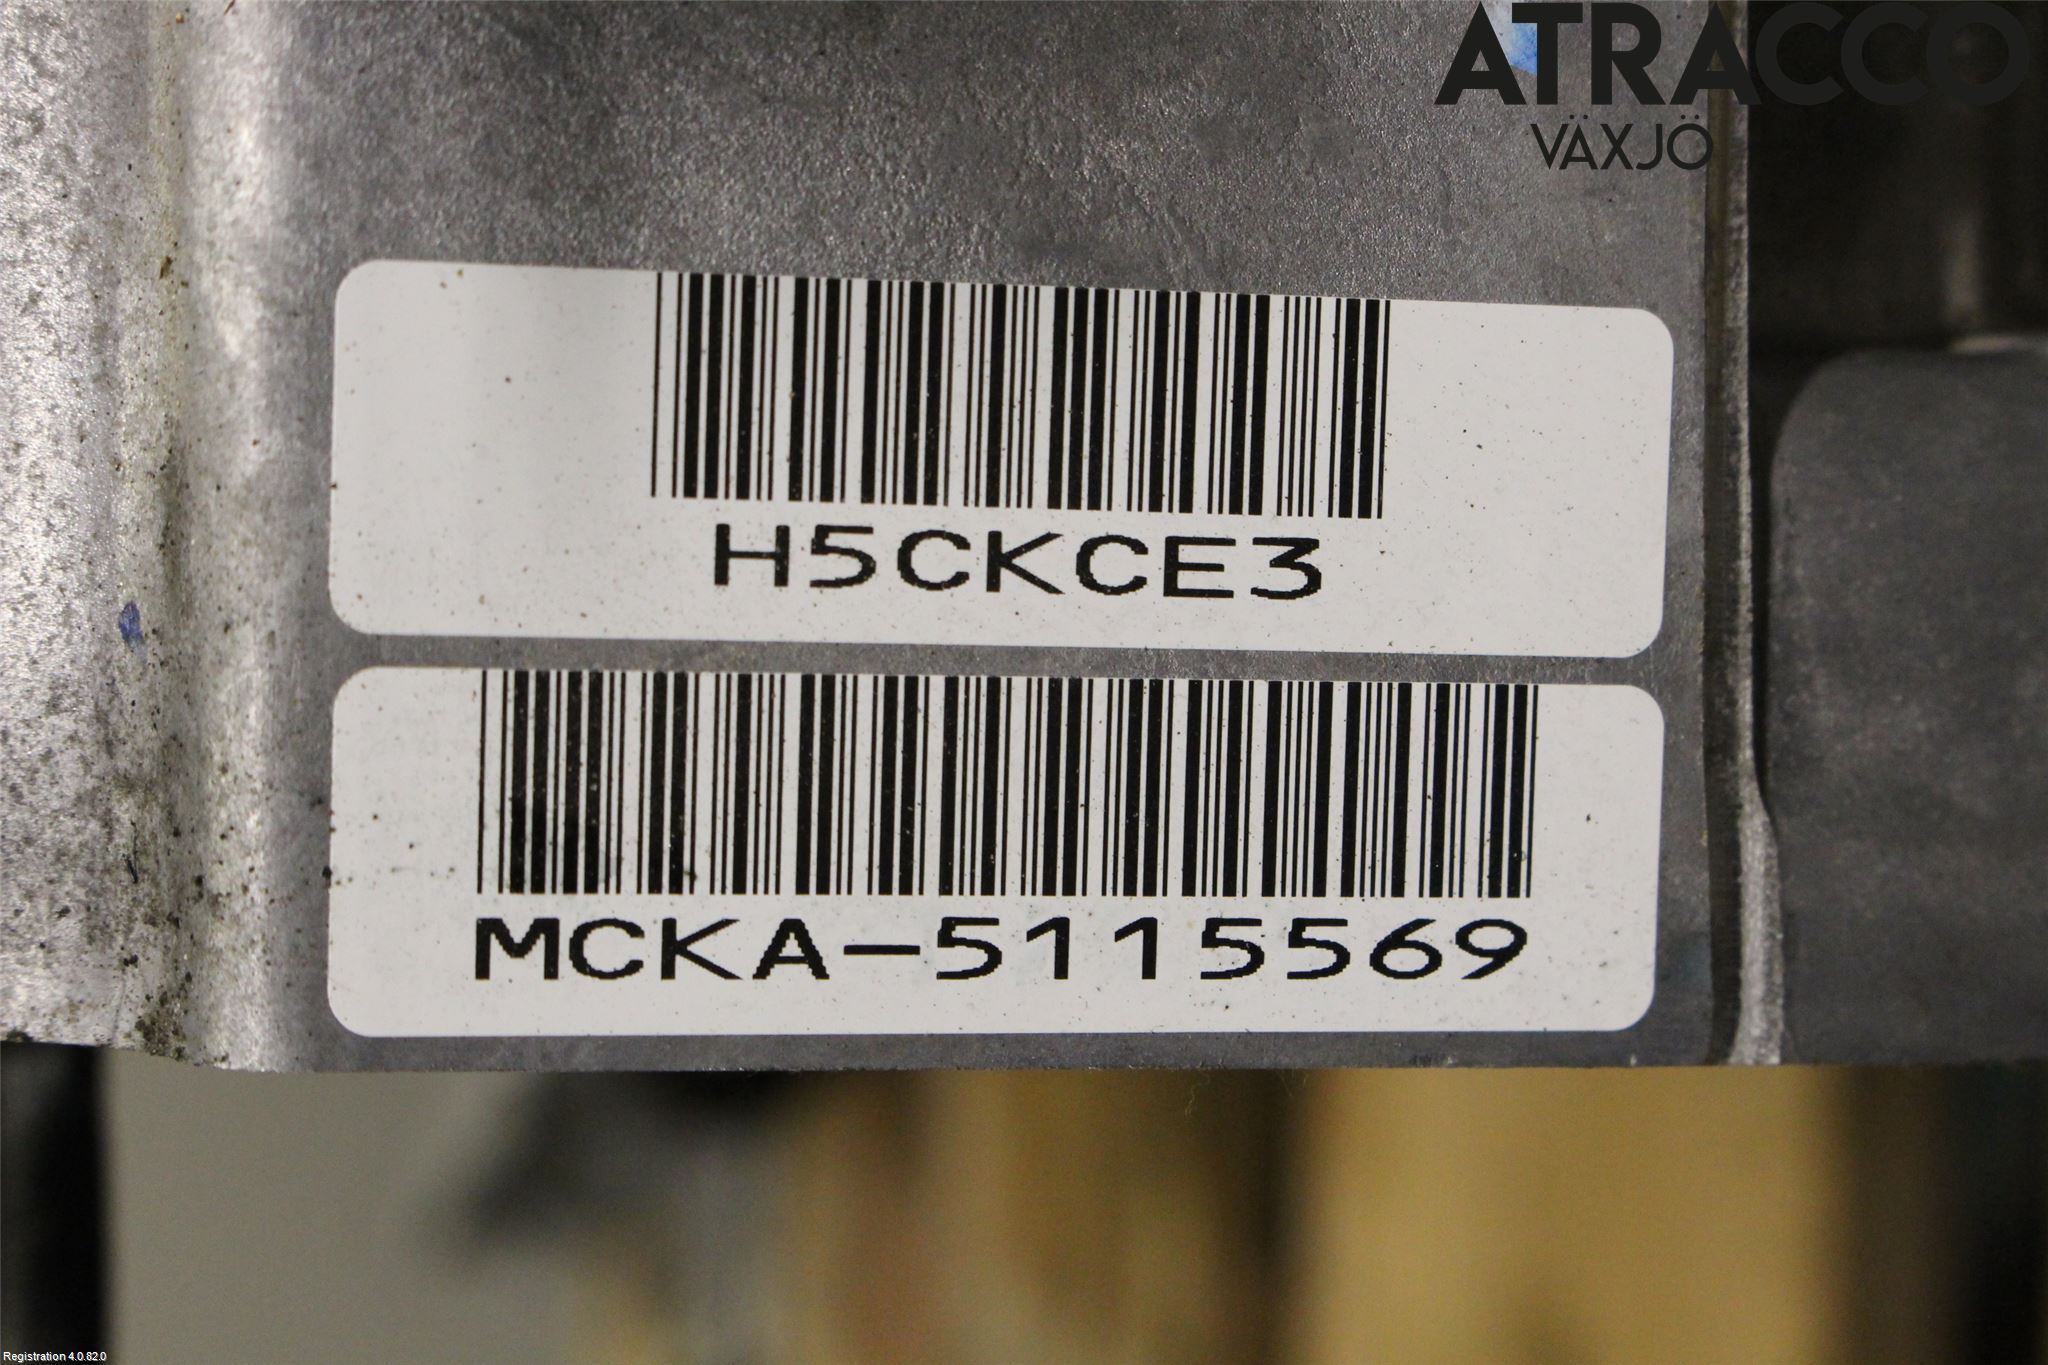 ATRACCO
VÄXJÖ
H5CKCE3
MCKA-5115569
Registration 4.0.82.0